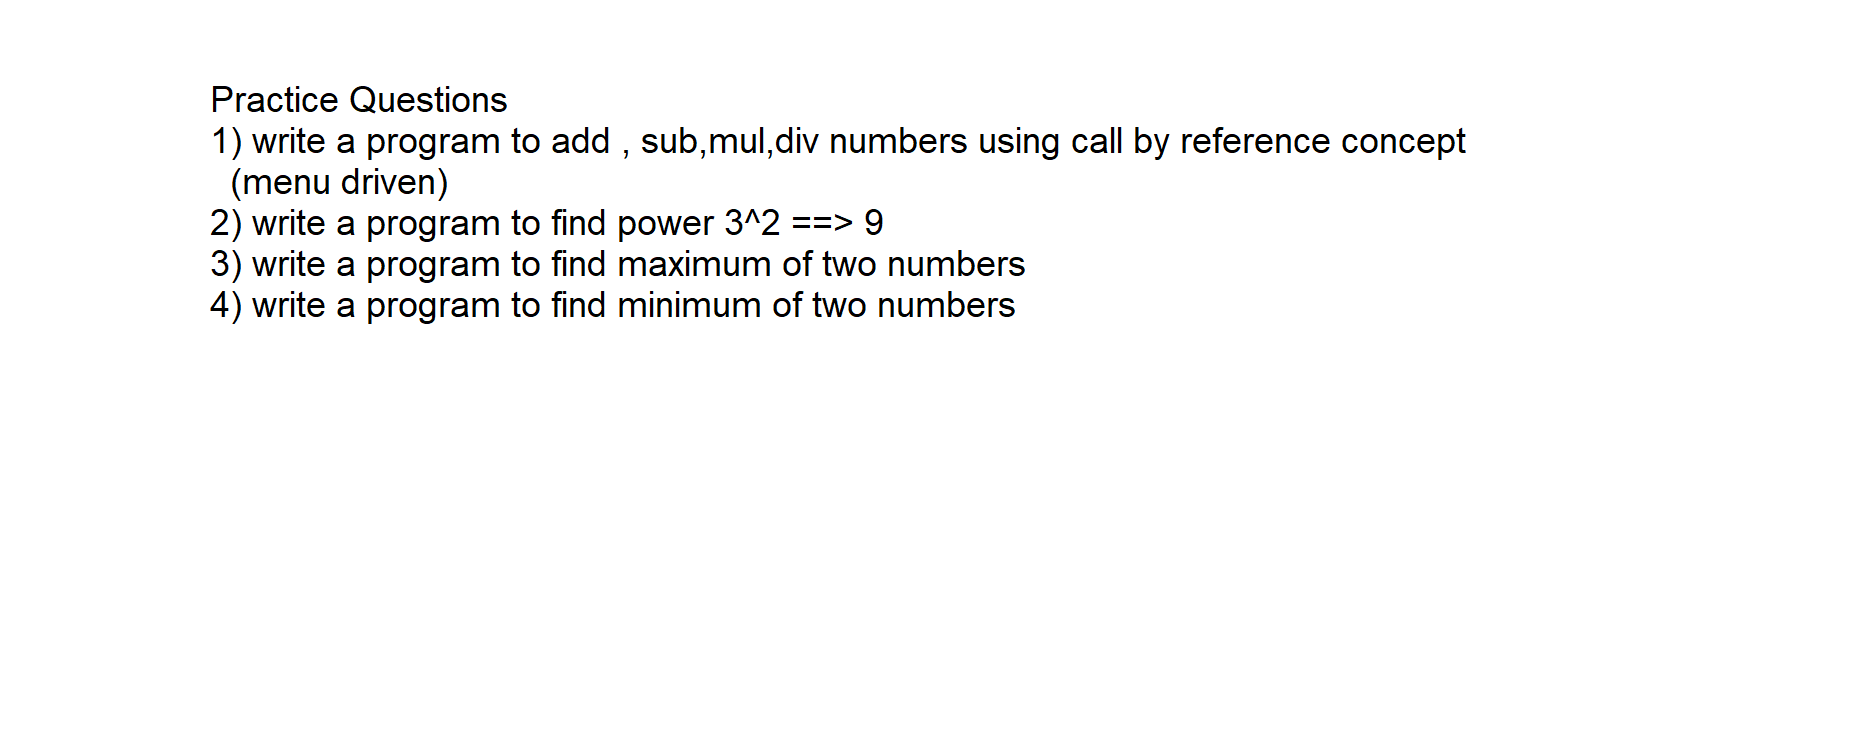 Practice Questions
1) write a program to add , sub,mul,div numbers using call by reference concept
(menu driven)
2) write a program to find power 3^2 ==> 9
3) write a program to find maximum of two numbers
4) write a program to find minimum of two numbers